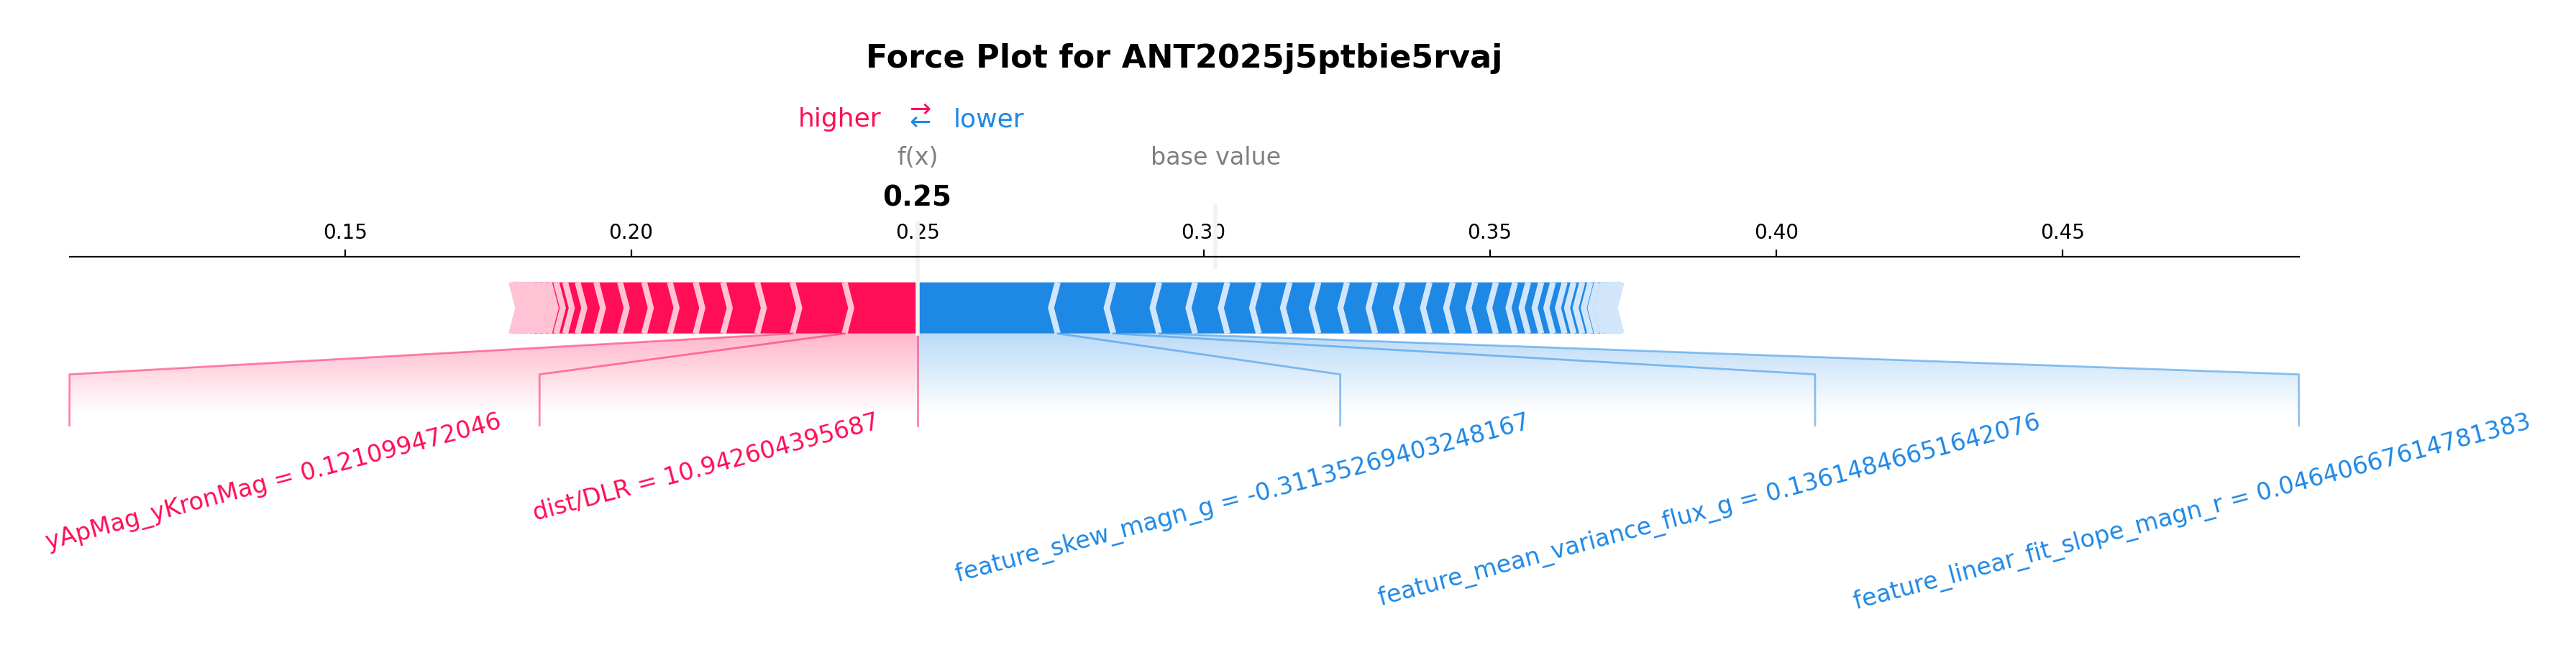 Force Plot for ANT2025j5ptbie5rvaj
higher → ← lower
f(x) base value
0.25
0.15 0.20 0.25 0.30 0.35 0.40 0.45
yApMag_yKronMag = 0.121099472046
dist/DLR = 10.942604395687
feature_skew_magn_g = -0.31135269403248167
feature_mean_variance_flux_g = 0.13614846651642076
feature_linear_fit_slope_magn_r = 0.04640667614781383